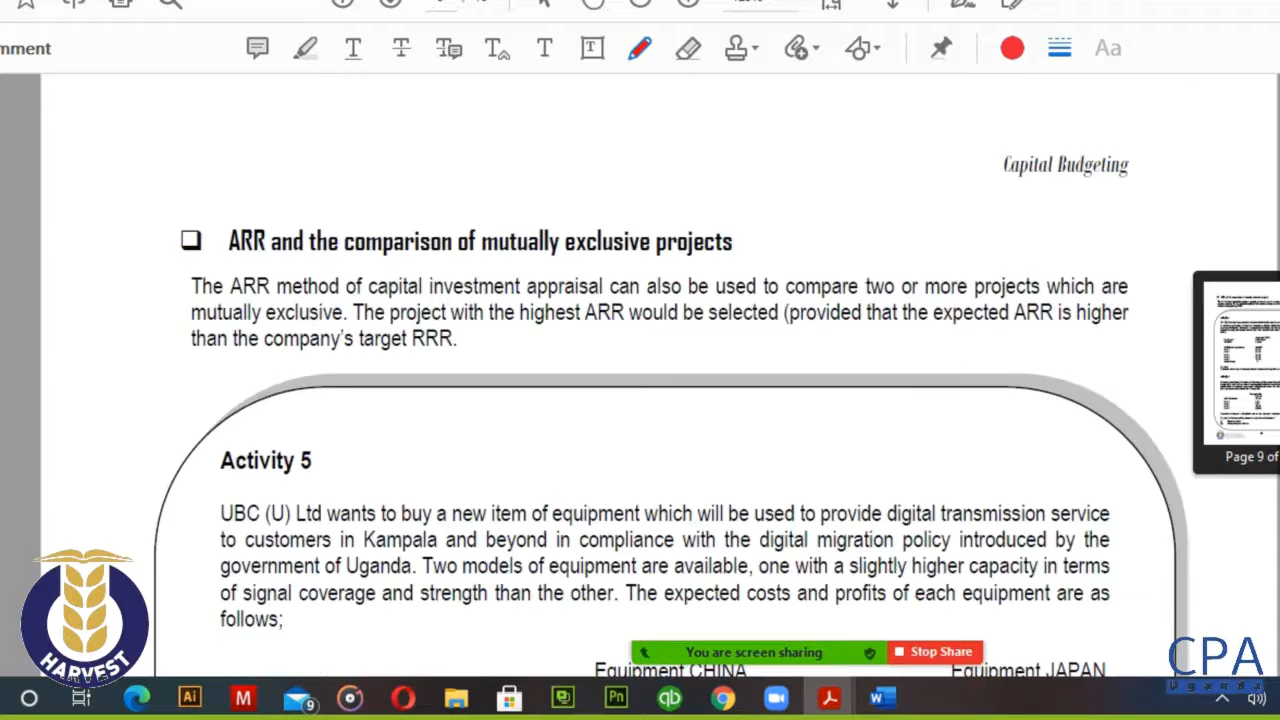 mment
T
T
T
T
T
T
Aa
Capital Budgeting
ARR and the comparison of mutually exclusive projects
The ARR method of capital investment appraisal can also be used to compare two or more projects which are
mutually exclusive. The project with the highest ARR would be selected (provided that the expected ARR is higher
than the company's target RRR.
Page 9 of
Activity 5
UBC (U) Ltd wants to buy a new item of equipment which will be used to provide digital transmission service
to customers in Kampala and beyond in compliance with the digital migration policy introduced by the
government of Uganda. Two models of equipment are available, one with a slightly higher capacity in terms
of signal coverage and strength than the other. The expected costs and profits of each equipment are as
follows;
You are screen sharing
Stop Share
Equipment CHINA
Equipment JAPAN
HARVEST
CPA
Uganda
Ai
M
9
Pn
qb
W